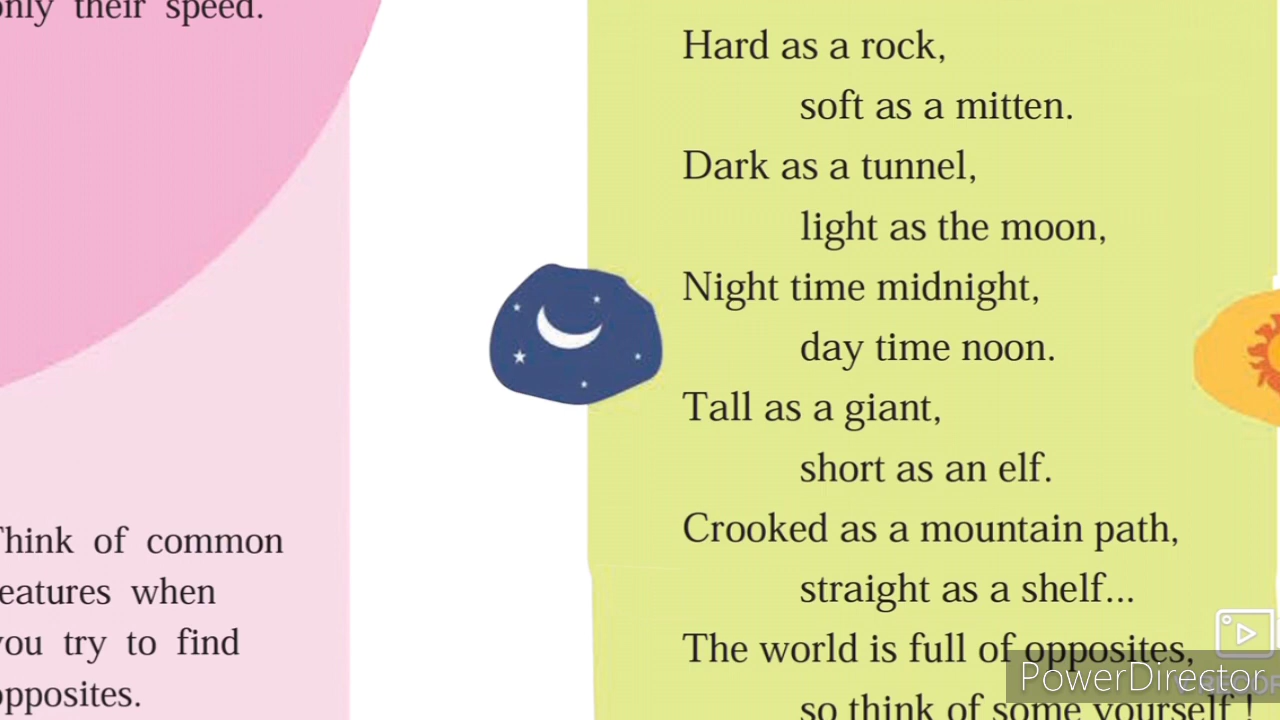 only their speed.
Think of common
features when
you try to find
opposites.
Hard as a rock,
soft as a mitten.
Dark as a tunnel,
light as the moon,
Night time midnight,
day time noon.
Tall as a giant,
short as an elf.
Crooked as a mountain path,
straight as a shelf...
The world is full of opposites,
so think of some yourself !
PowerDirector